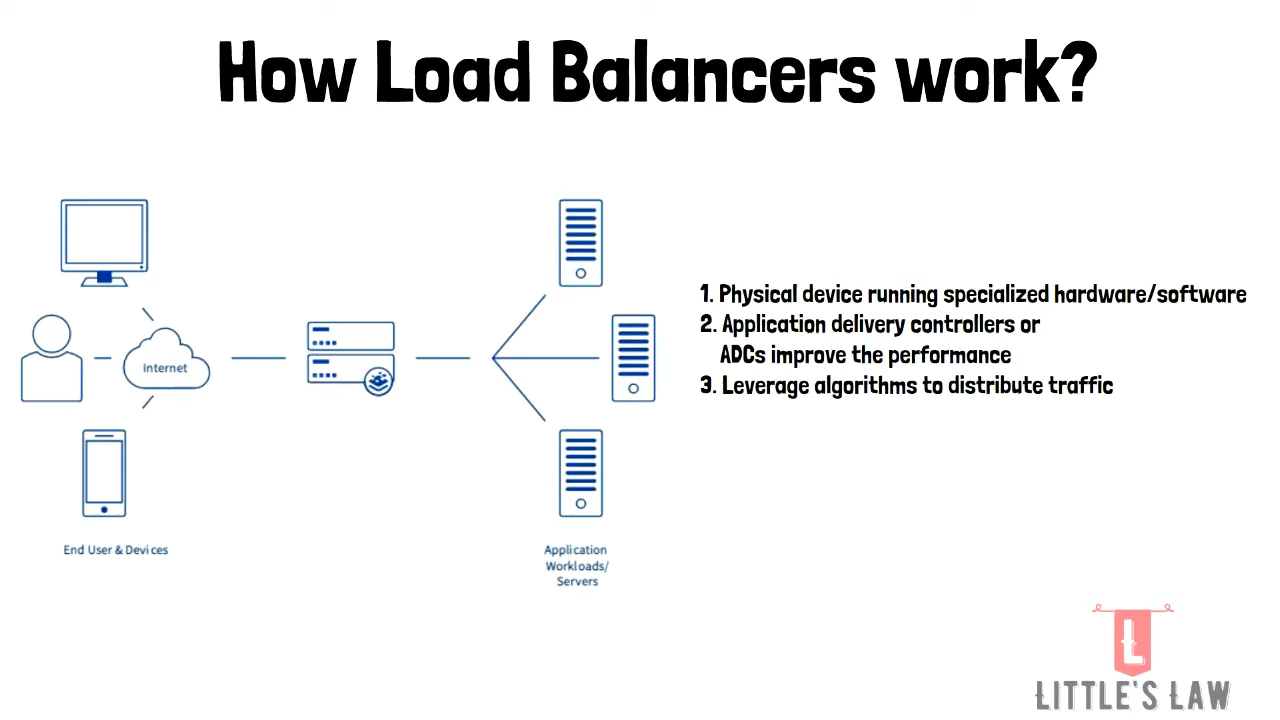 How Load Balancers work?
Internet
End User & Devices
Application
Workloads/
Servers
1. Physical device running specialized hardware/software
2. Application delivery controllers or
ADCs improve the performance
3. Leverage algorithms to distribute traffic
L
LITTLE'S LAW